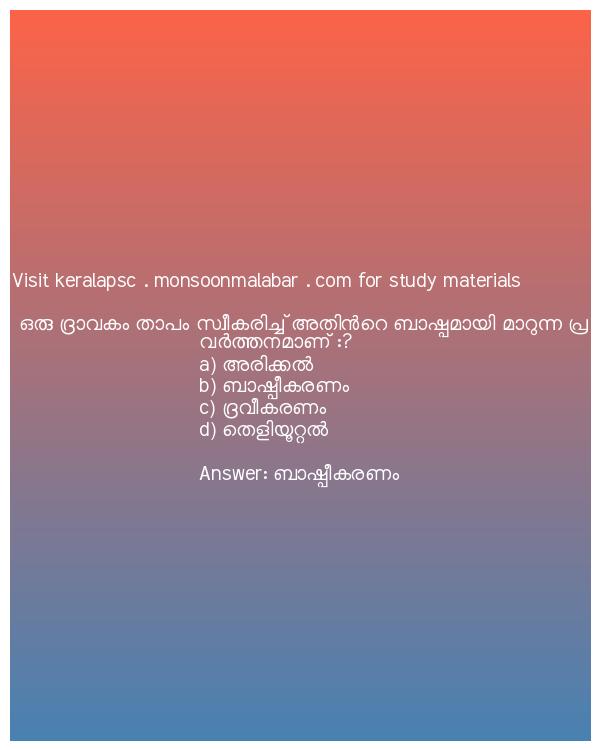 Visit keralapsc . monsoonmalabar . com for study materials
ഒരു ദ്രാവകം താപം സ്വീകരിച്ച് അതിൻറെ ബാഷ്പമായി മാറുന്ന പ്ര
വർത്തനമാണ് :?
a) അരിക്കൽ
b) ബാഷ്പീകരണം
c) ദ്രവീകരണം
d) തെളിയൂറ്റൽ
Answer: ബാഷ്പീകരണം